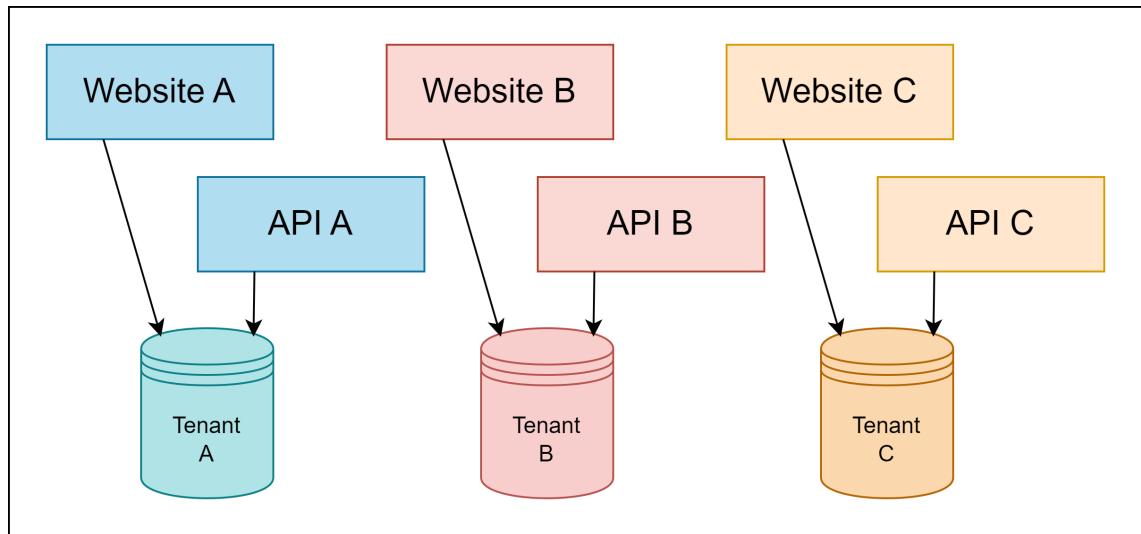 Website A
Website B
Website C
API A
API B
API C
Tenant
A
Tenant
B
Tenant
C